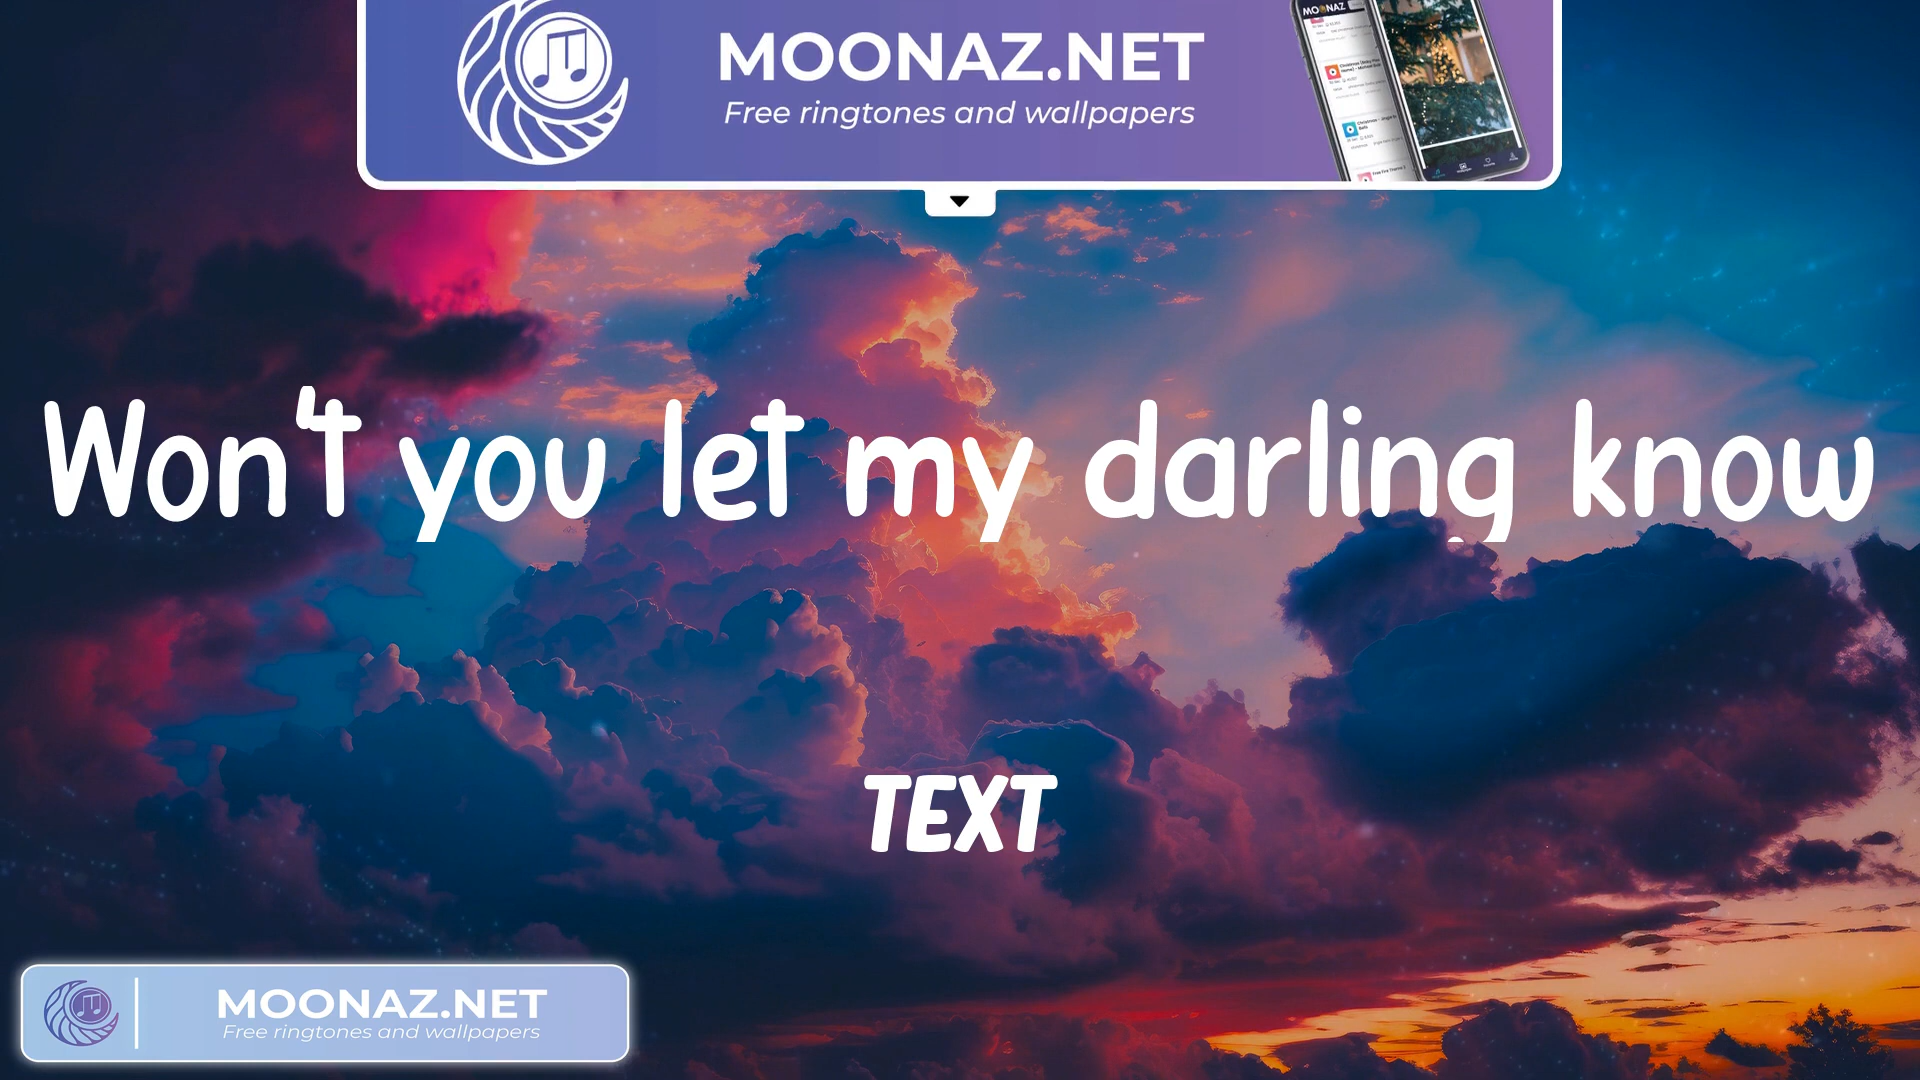 MOONAZ.NET
Free ringtones and wallpapers
MOONAZ
Won't you let my darling know
TEXT
MOONAZ.NET
Free ringtones and wallpapers